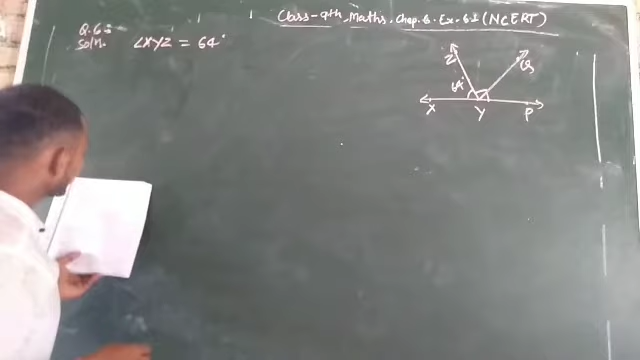 Class-9th, Maths, Chap. 6. Ex-6.1 (NCERT)
Q.6:
Soln. ∠XYZ = 64°
Z Q
64°
X Y P